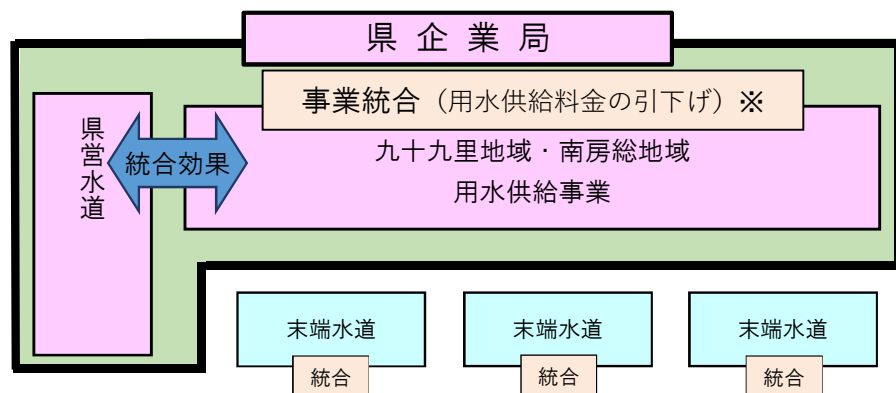 県企業局
事業統合（用水供給料金の引下げ）※
県営水道
統合効果
九十九里地域・南房総地域
用水供給事業
末端水道
末端水道
末端水道
統合
統合
統合